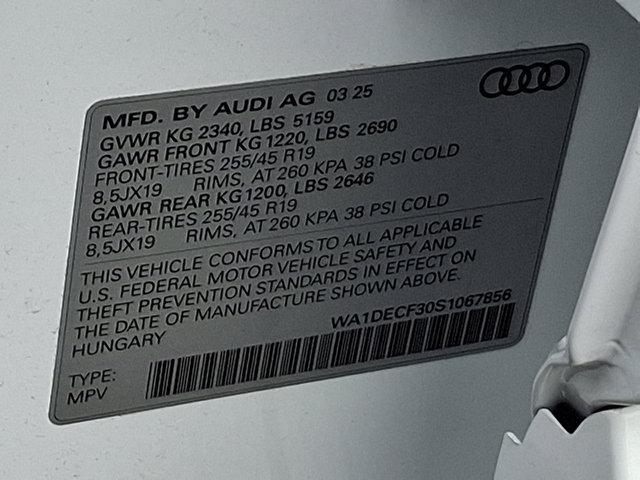 MFD. BY AUDI AG 03 25
GVWR KG 2340, LBS 5159
GAWR FRONT KG 1220, LBS 2690
FRONT-TIRES 255/45 R19
8,5JX19 RIMS, AT 260 KPA 38 PSI COLD
GAWR REAR KG 1200, LBS 2646
REAR-TIRES 255/45 R19
8,5JX19 RIMS, AT 260 KPA 38 PSI COLD
THIS VEHICLE CONFORMS TO ALL APPLICABLE
U.S. FEDERAL MOTOR VEHICLE SAFETY AND
THEFT PREVENTION STANDARDS IN EFFECT ON
THE DATE OF MANUFACTURE SHOWN ABOVE.
HUNGARY WA1DECF30S1067856
TYPE:
MPV